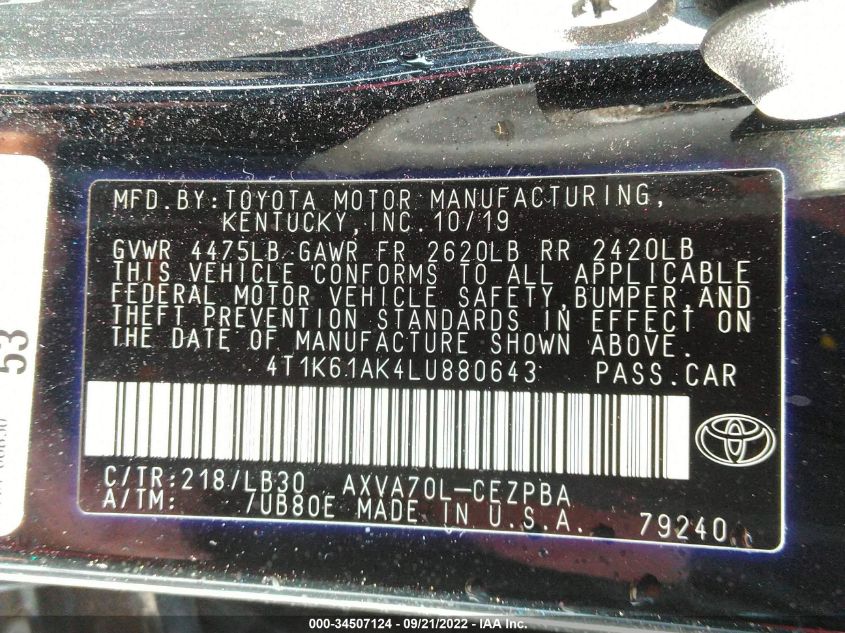 MFD.BY:TOYOTA MOTOR MANUFACTURING,
KENTUCKY,INC.10/19
GVWR 4475LB GAWR FR 2620LB RR 2420LB
THIS VEHICLE CONFORMS TO ALL APPLICABLE
FEDERAL MOTOR VEHICLE SAFETY,BUMPER,AND
THEFT PREVENTION STANDARDS IN EFFECT ON
THE DATE OF MANUFACTURE SHOWN ABOVE.
4T1K61AK4LU880643 PASS.CAR
C/TR:218/LB30 AXVA70L-CEZPBA
A/TM: 7UB80E MADE IN U.S.A.
79240
53
000-34507124 - 09/21/2022 - IAA Inc.